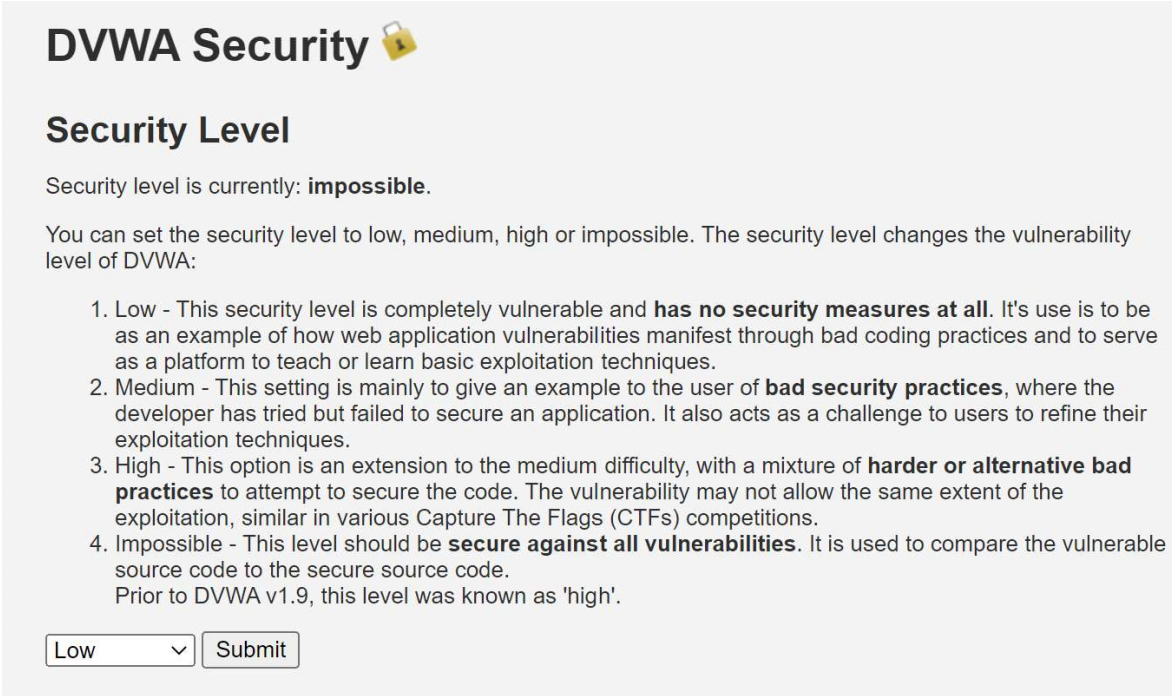 DVWA Security
Security Level
Security level is currently: impossible.
You can set the security level to low, medium, high or impossible. The security level changes the vulnerability
level of DVWA:
1. Low - This security level is completely vulnerable and has no security measures at all. It's use is to be
as an example of how web application vulnerabilities manifest through bad coding practices and to serve
as a platform to teach or learn basic exploitation techniques.
2. Medium - This setting is mainly to give an example to the user of bad security practices, where the
developer has tried but failed to secure an application. It also acts as a challenge to users to refine their
exploitation techniques.
3. High - This option is an extension to the medium difficulty, with a mixture of harder or alternative bad
practices to attempt to secure the code. The vulnerability may not allow the same extent of the
exploitation, similar in various Capture The Flags (CTFs) competitions.
4. Impossible - This level should be secure against all vulnerabilities. It is used to compare the vulnerable
source code to the secure source code.
Prior to DVWA v1.9, this level was known as 'high'.
Low Submit